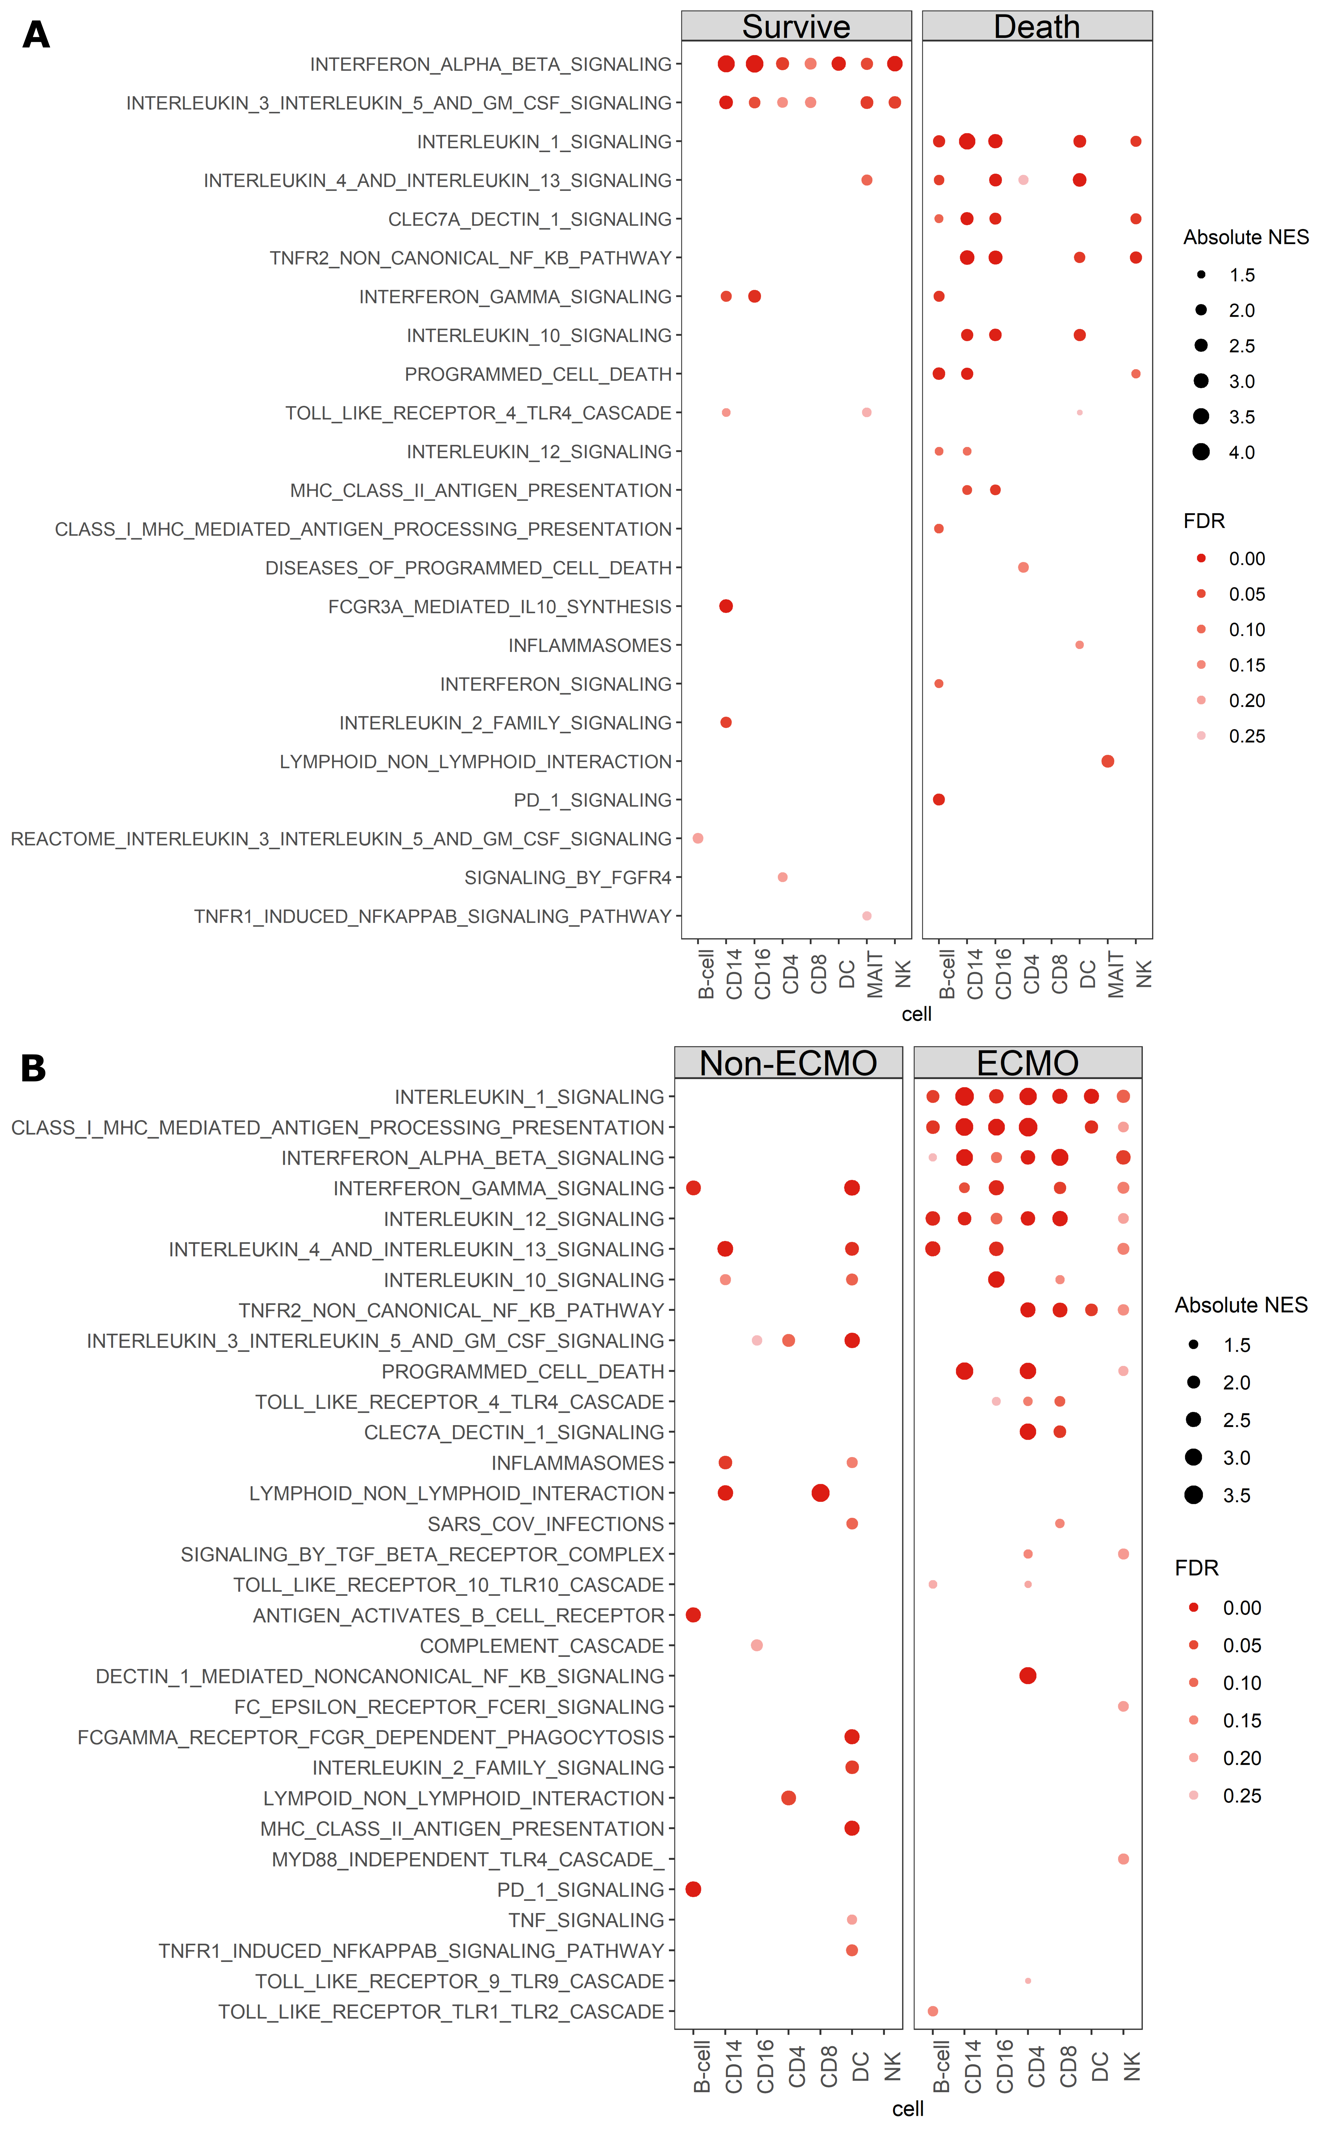 A
Survive
Death
INTERFERON_ALPHA_BETA_SIGNALING
INTERLEUKIN_3_INTERLEUKIN_5_AND_GM_CSF_SIGNALING
INTERLEUKIN_1_SIGNALING
INTERLEUKIN_4_AND_INTERLEUKIN_13_SIGNALING
CLEC7A_DECTIN_1_SIGNALING
TNFR2_NON_CANONICAL_NF_KB_PATHWAY
INTERFERON_GAMMA_SIGNALING
INTERLEUKIN_10_SIGNALING
PROGRAMMED_CELL_DEATH
TOLL_LIKE_RECEPTOR_4_TLR4_CASCADE
INTERLEUKIN_12_SIGNALING
MHC_CLASS_II_ANTIGEN_PRESENTATION
CLASS_I_MHC_MEDIATED_ANTIGEN_PROCESSING_PRESENTATION
DISEASES_OF_PROGRAMMED_CELL_DEATH
FCGR3A_MEDIATED_IL10_SYNTHESIS
INFLAMMASOMES
INTERFERON_SIGNALING
INTERLEUKIN_2_FAMILY_SIGNALING
LYMPHOID_NON_LYMPHOID_INTERACTION
PD_1_SIGNALING
REACTOME_INTERLEUKIN_3_INTERLEUKIN_5_AND_GM_CSF_SIGNALING
SIGNALING_BY_FGFR4
TNFR1_INDUCED_NFKAPPAB_SIGNALING_PATHWAY
B-cell
CD14
CD16
CD4
CD8
DC
MAIT
NK
B-cell
CD14
CD16
CD4
CD8
DC
MAIT
NK
cell
Absolute NES
1.5
2.0
2.5
3.0
3.5
4.0
FDR
0.00
0.05
0.10
0.15
0.20
0.25
B
Non-ECMO
ECMO
INTERLEUKIN_1_SIGNALING
CLASS_I_MHC_MEDIATED_ANTIGEN_PROCESSING_PRESENTATION
INTERFERON_ALPHA_BETA_SIGNALING
INTERFERON_GAMMA_SIGNALING
INTERLEUKIN_12_SIGNALING
INTERLEUKIN_4_AND_INTERLEUKIN_13_SIGNALING
INTERLEUKIN_10_SIGNALING
TNFR2_NON_CANONICAL_NF_KB_PATHWAY
INTERLEUKIN_3_INTERLEUKIN_5_AND_GM_CSF_SIGNALING
PROGRAMMED_CELL_DEATH
TOLL_LIKE_RECEPTOR_4_TLR4_CASCADE
CLEC7A_DECTIN_1_SIGNALING
INFLAMMASOMES
LYMPHOID_NON_LYMPHOID_INTERACTION
SARS_COV_INFECTIONS
SIGNALING_BY_TGF_BETA_RECEPTOR_COMPLEX
TOLL_LIKE_RECEPTOR_10_TLR10_CASCADE
ANTIGEN_ACTIVATES_B_CELL_RECEPTOR
COMPLEMENT_CASCADE
DECTIN_1_MEDIATED_NONCANONICAL_NF_KB_SIGNALING
FC_EPSILON_RECEPTOR_FCERI_SIGNALING
FCGAMMA_RECEPTOR_FCGR_DEPENDENT_PHAGOCYTOSIS
INTERLEUKIN_2_FAMILY_SIGNALING
LYMPOID_NON_LYMPHOID_INTERACTION
MHC_CLASS_II_ANTIGEN_PRESENTATION
MYD88_INDEPENDENT_TLR4_CASCADE_
PD_1_SIGNALING
TNF_SIGNALING
TNFR1_INDUCED_NFKAPPAB_SIGNALING_PATHWAY
TOLL_LIKE_RECEPTOR_9_TLR9_CASCADE
TOLL_LIKE_RECEPTOR_TLR1_TLR2_CASCADE
B-cell
CD14
CD16
CD4
CD8
DC
NK
B-cell
CD14
CD16
CD4
CD8
DC
NK
cell
Absolute NES
1.5
2.0
2.5
3.0
3.5
FDR
0.00
0.05
0.10
0.15
0.20
0.25